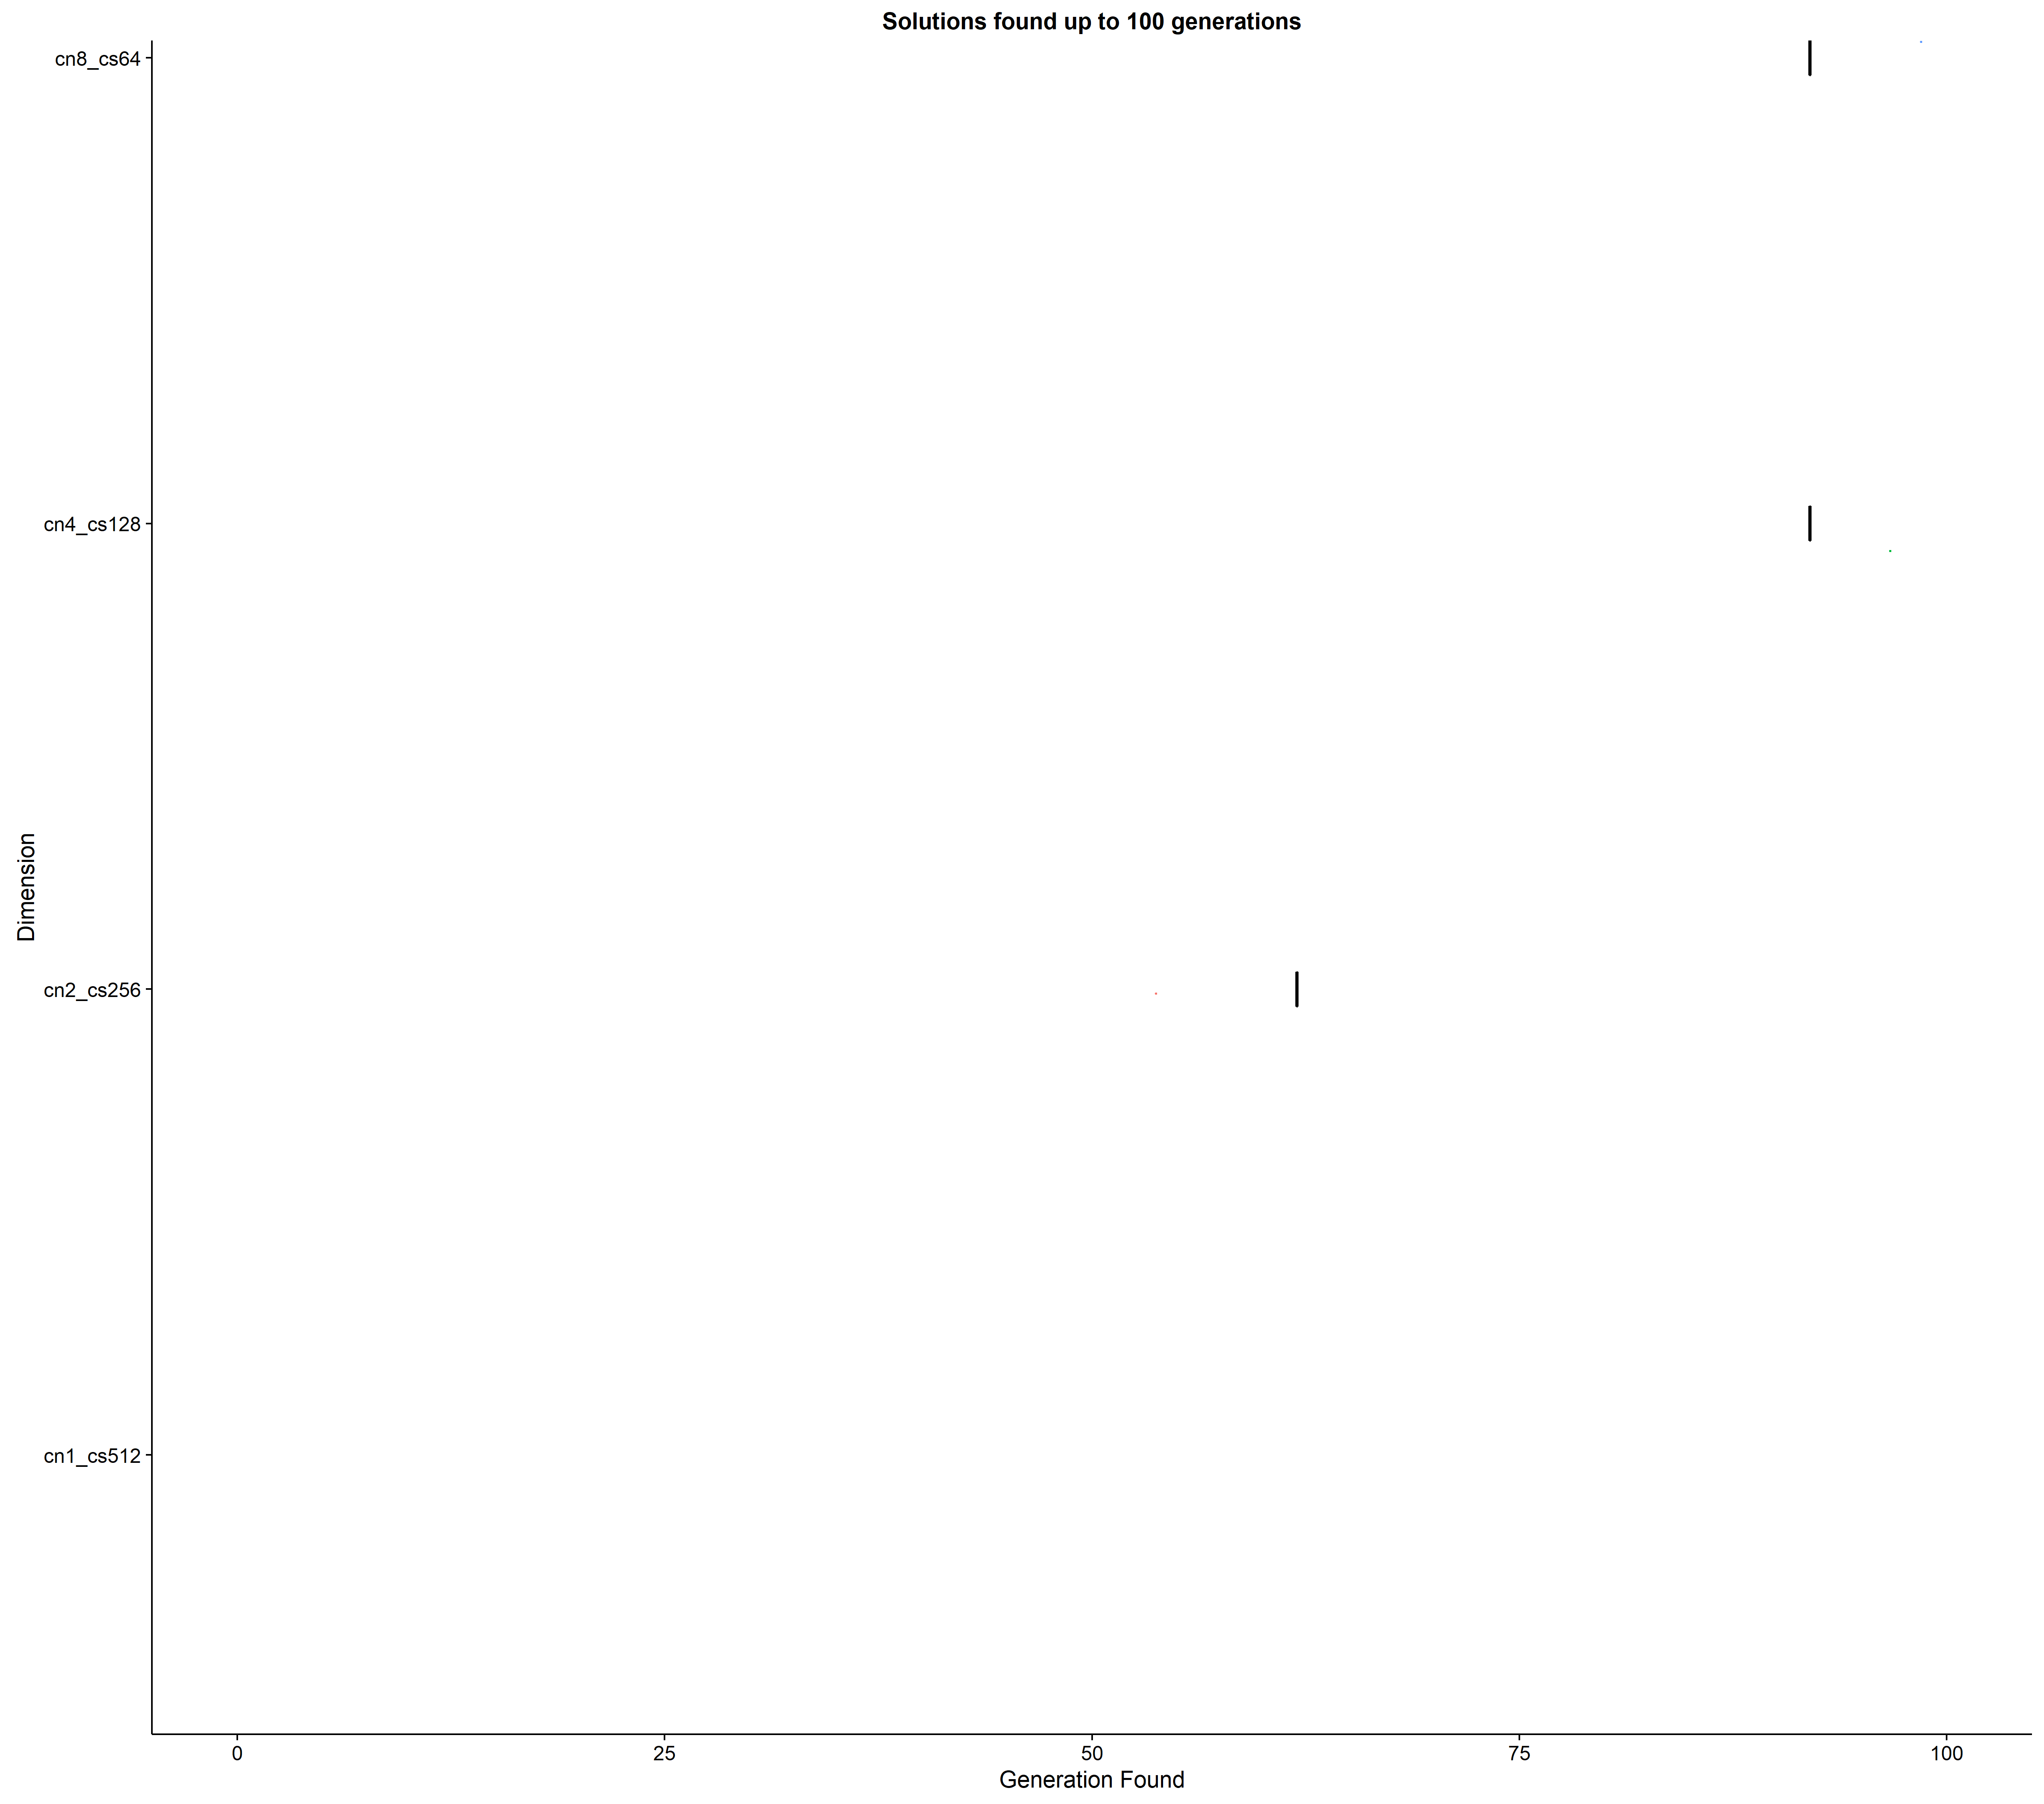 Solutions found up to 100 generations
cn8_cs64
cn4_cs128
Dimension
cn2_cs256
cn1_cs512
0 25 50 75 100
Generation Found